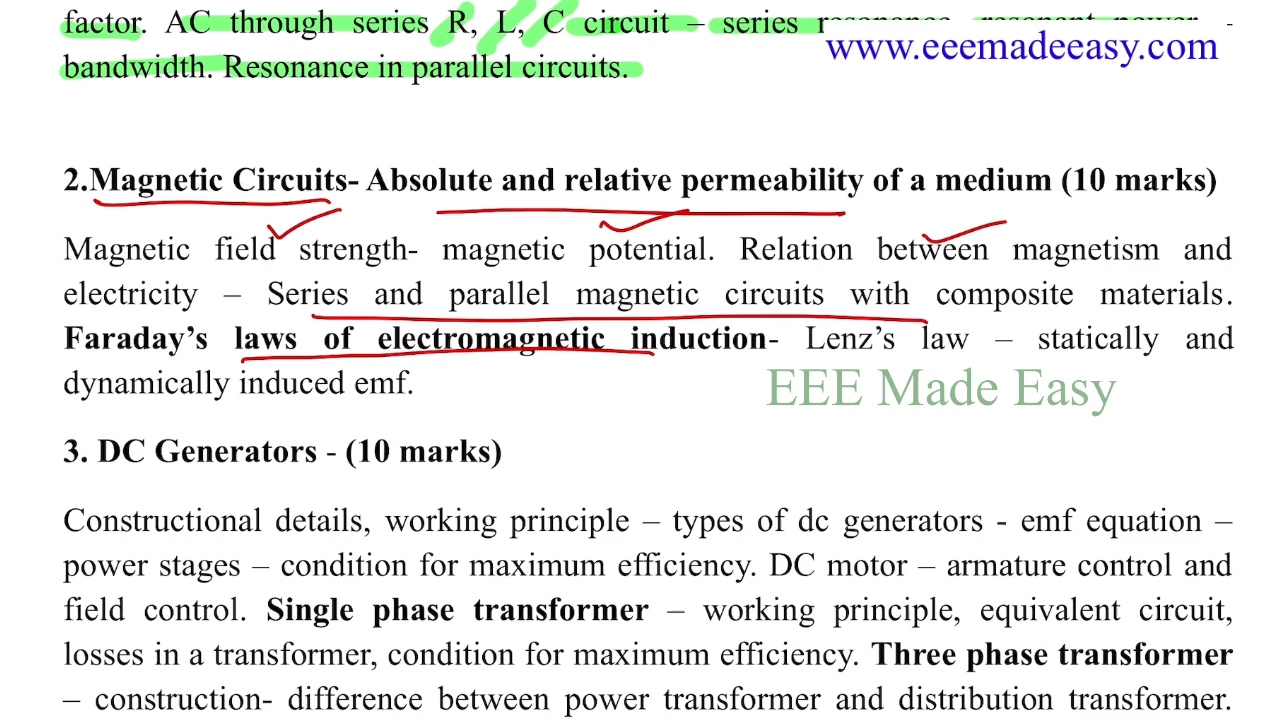 factor. AC through series R, L, C circuit – series resonance, resonant power -
www.eeemadeeasy.com
bandwidth. Resonance in parallel circuits.
2.Magnetic Circuits- Absolute and relative permeability of a medium (10 marks)
Magnetic field strength- magnetic potential. Relation between magnetism and
electricity – Series and parallel magnetic circuits with composite materials.
Faraday’s laws of electromagnetic induction- Lenz’s law – statically and
dynamically induced emf.
EEE Made Easy
3. DC Generators - (10 marks)
Constructional details, working principle – types of dc generators - emf equation –
power stages – condition for maximum efficiency. DC motor – armature control and
field control. Single phase transformer – working principle, equivalent circuit,
losses in a transformer, condition for maximum efficiency. Three phase transformer
– construction- difference between power transformer and distribution transformer.